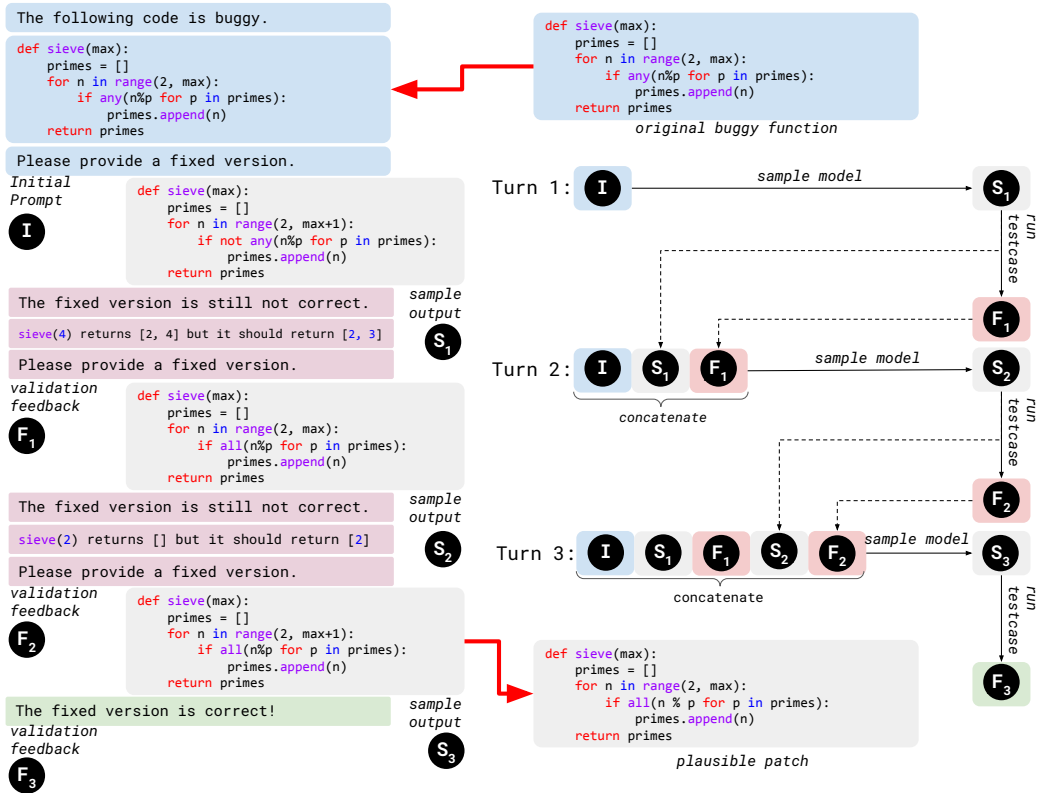 The following code is buggy.
def sieve(max):
    primes = []
    for n in range(2, max):
        if any(n%p for p in primes):
            primes.append(n)
    return primes
Please provide a fixed version.
Initial
Prompt
I
def sieve(max):
    primes = []
    for n in range(2, max+1):
        if not any(n%p for p in primes):
            primes.append(n)
    return primes
The fixed version is still not correct.
sieve(4) returns [2, 4] but it should return [2, 3]
Please provide a fixed version.
sample
output
S1
validation
feedback
F1
def sieve(max):
    primes = []
    for n in range(2, max):
        if all(n%p for p in primes):
            primes.append(n)
    return primes
The fixed version is still not correct.
sieve(2) returns [] but it should return [2]
Please provide a fixed version.
sample
output
S2
validation
feedback
F2
def sieve(max):
    primes = []
    for n in range(2, max+1):
        if all(n%p for p in primes):
            primes.append(n)
    return primes
The fixed version is correct!
sample
output
S3
validation
feedback
F3
def sieve(max):
    primes = []
    for n in range(2, max):
        if any(n%p for p in primes):
            primes.append(n)
    return primes
original buggy function
Turn 1: I sample model S1
run
testcase
F1
Turn 2: I S1 F1 sample model S2
concatenate
run
testcase
F2
Turn 3: I S1 F1 S2 F2 sample model S3
concatenate
run
testcase
F3
def sieve(max):
    primes = []
    for n in range(2, max):
        if all(n % p for p in primes):
            primes.append(n)
    return primes
plausible patch